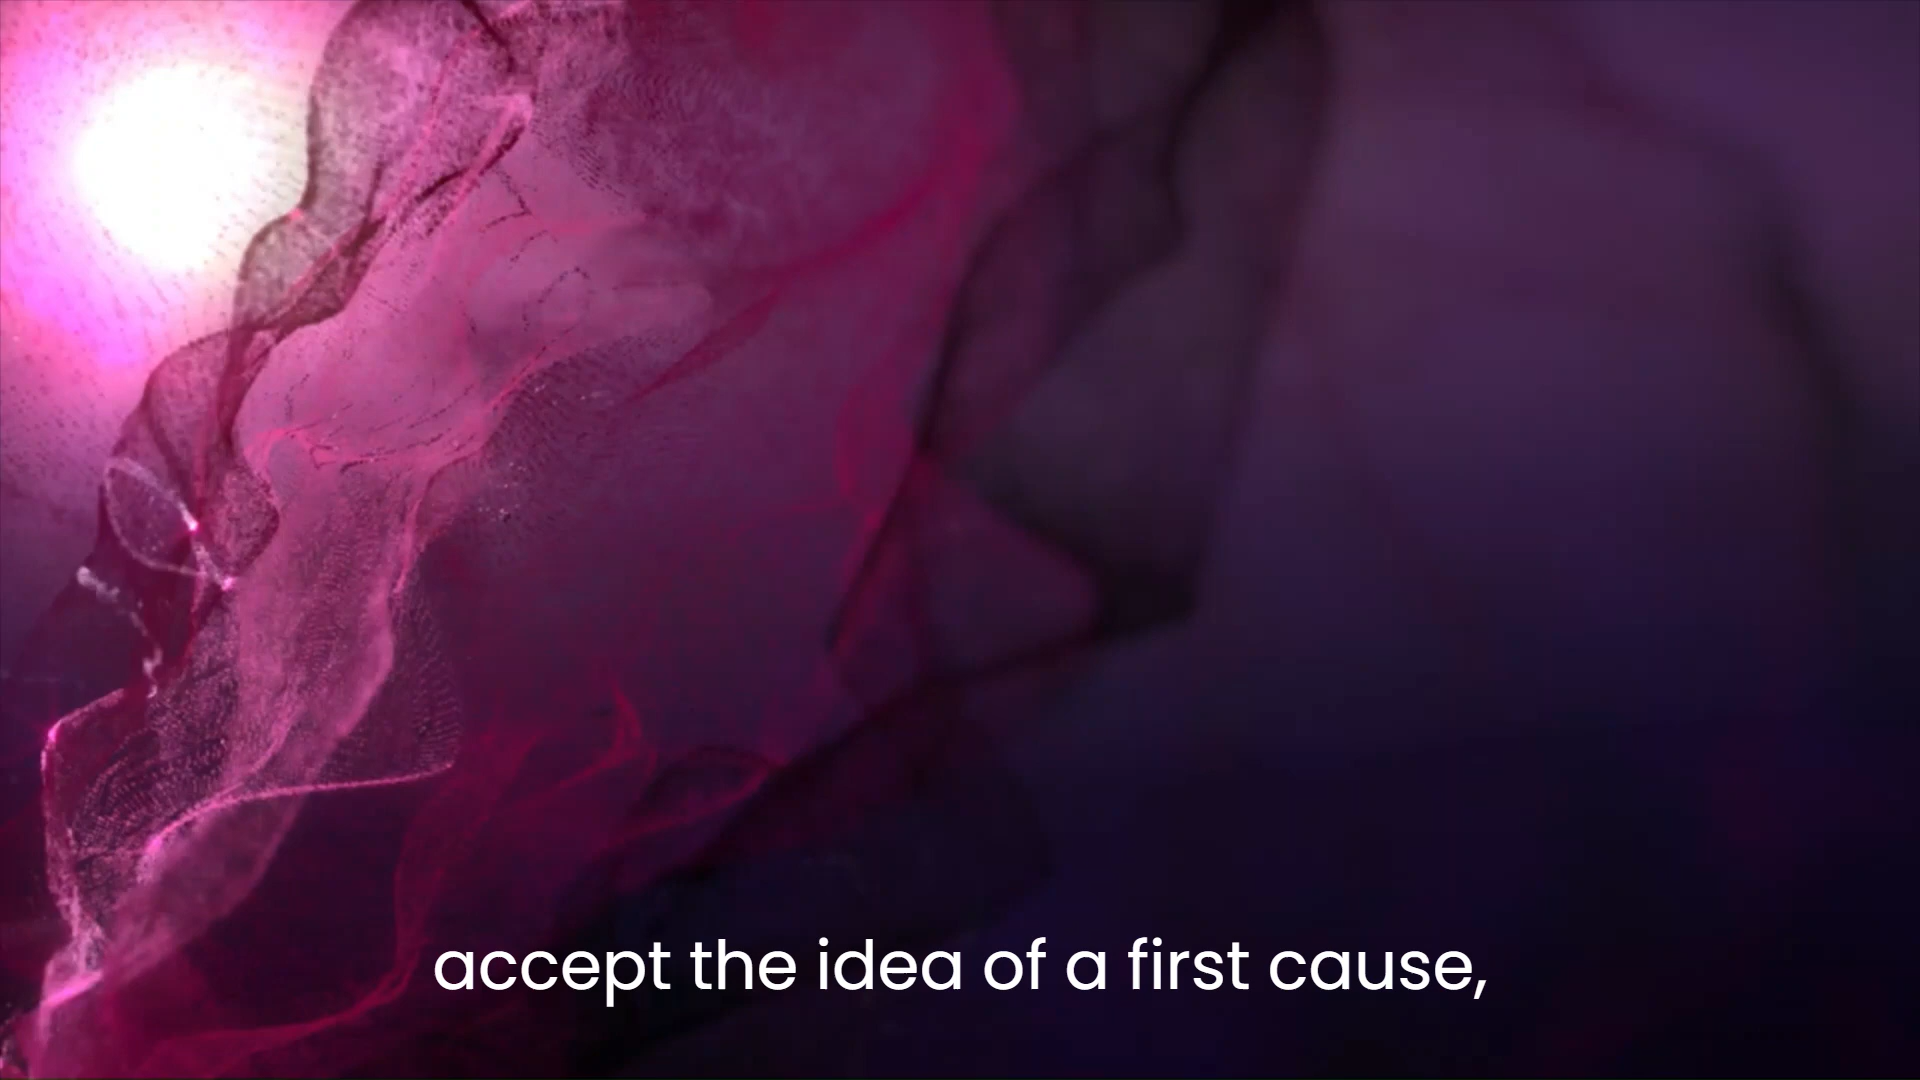 accept the idea of a first cause,